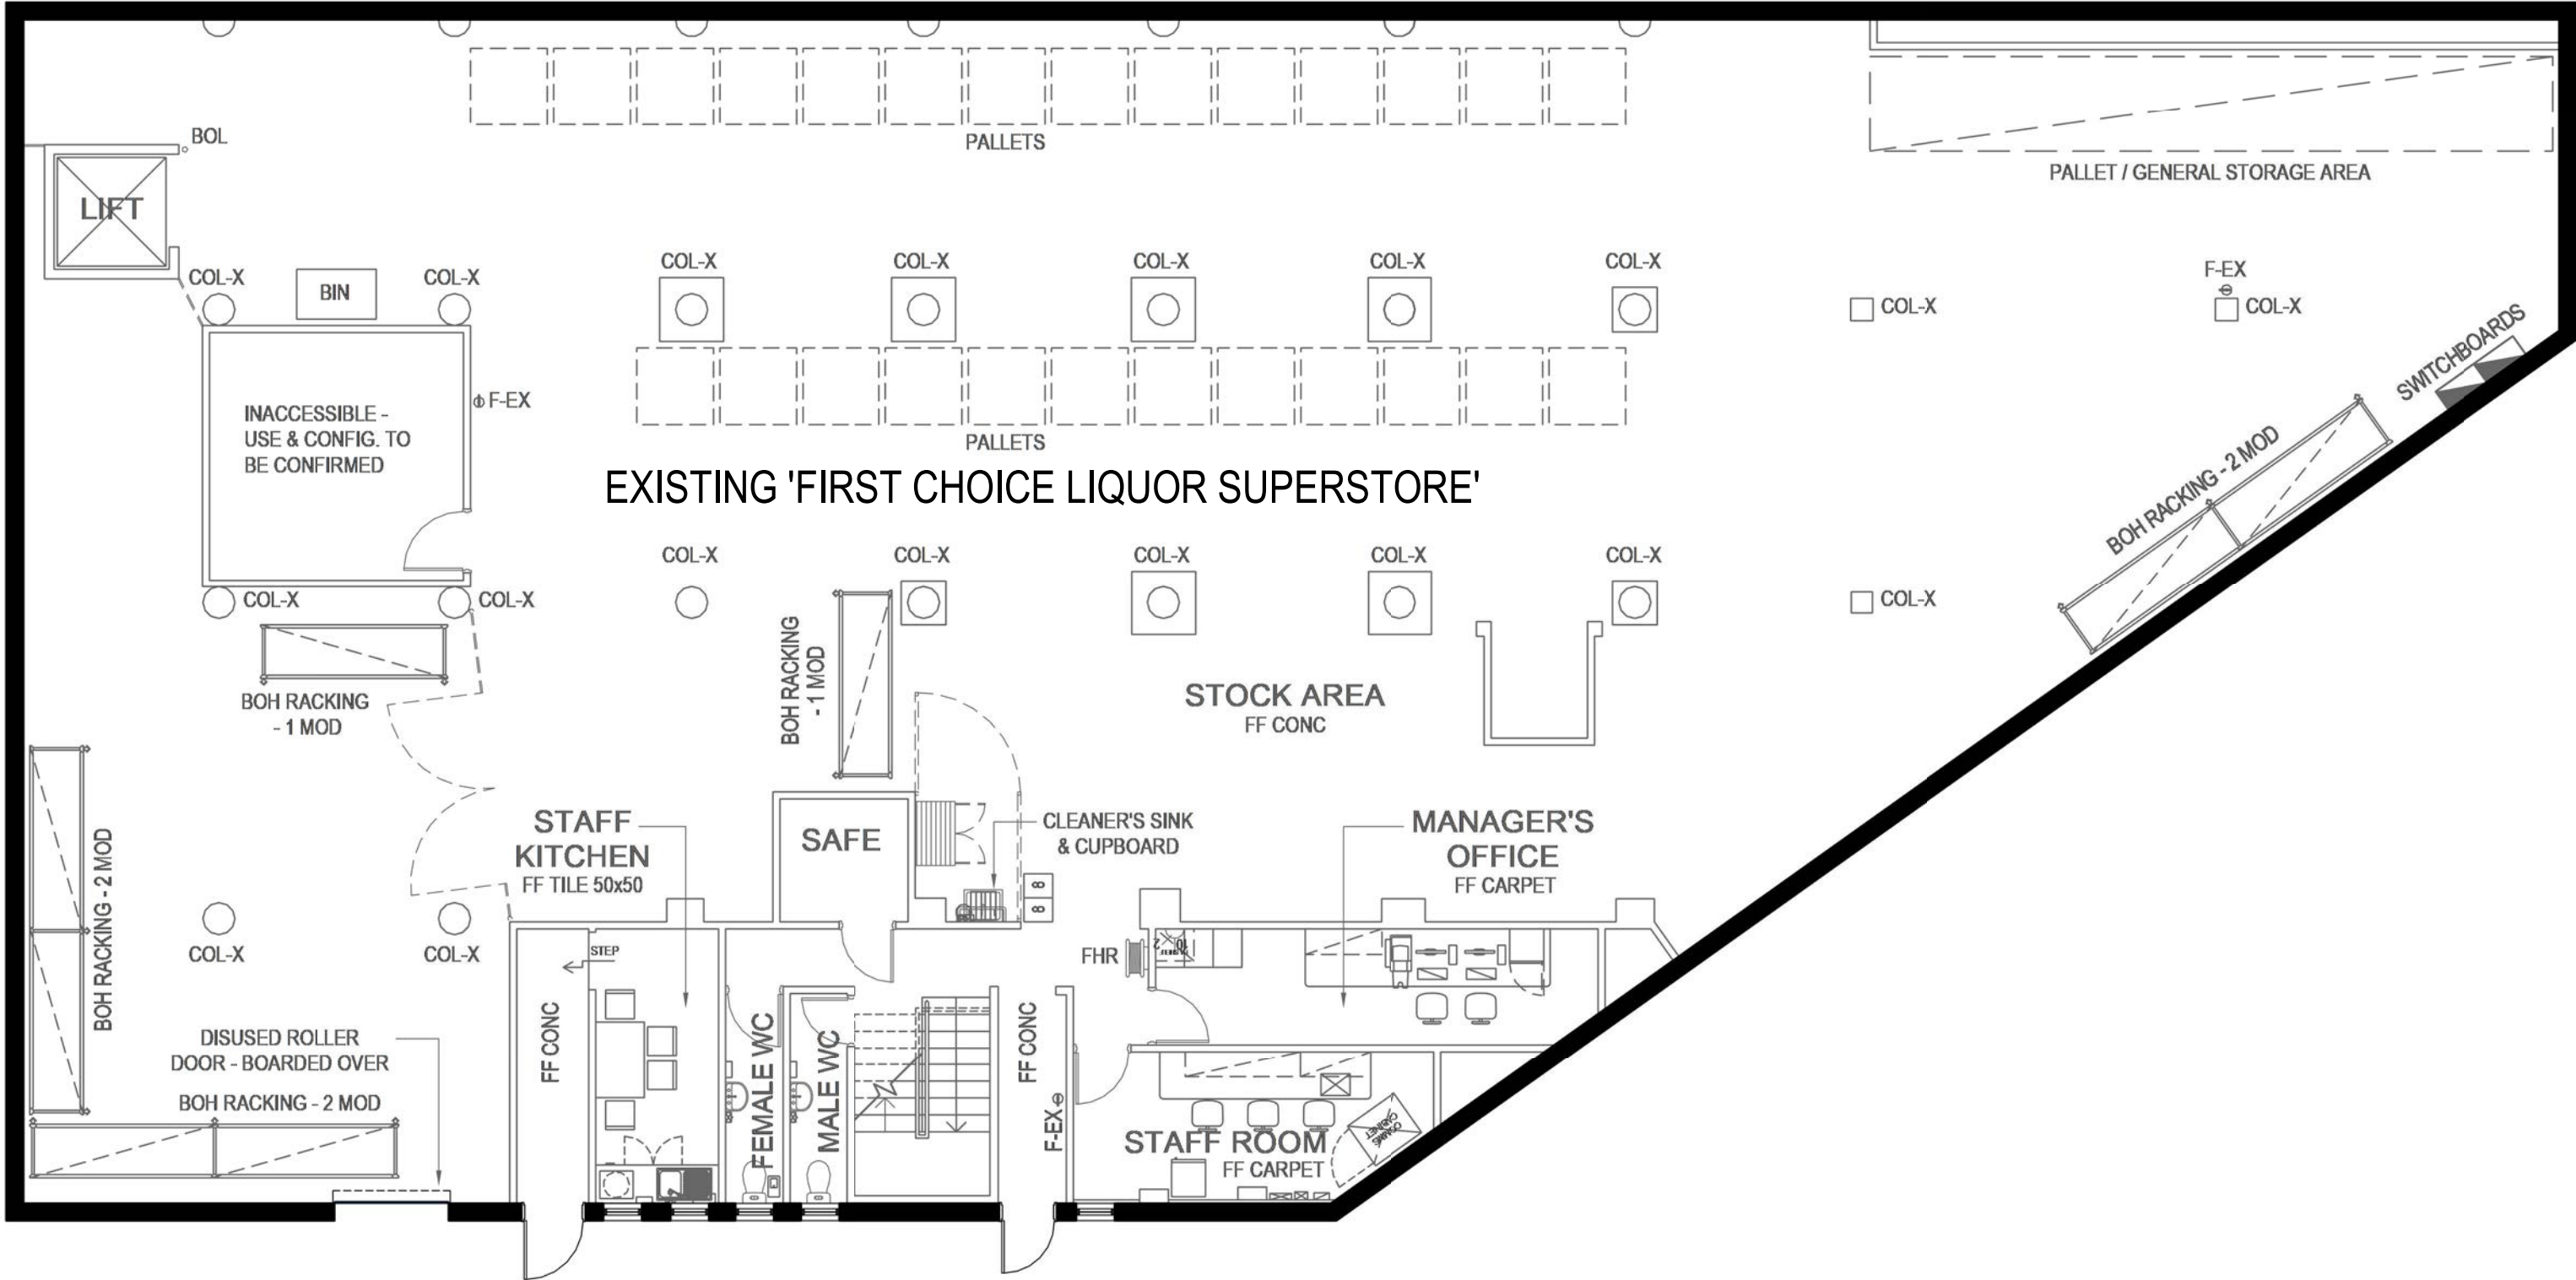 BOL
PALLETS
PALLET / GENERAL STORAGE AREA
LIFT
COL-X
BIN
COL-X
COL-X
COL-X
COL-X
COL-X
COL-X
COL-X
F-EX
COL-X
SWITCHBOARDS
INACCESSIBLE -
USE & CONFIG. TO
BE CONFIRMED
F-EX
PALLETS
BOH RACKING - 2 MOD
EXISTING 'FIRST CHOICE LIQUOR SUPERSTORE'
COL-X
COL-X
COL-X
COL-X
COL-X
COL-X
COL-X
COL-X
BOH RACKING
- 1 MOD
BOH RACKING
- 1 MOD
STOCK AREA
FF CONC
BOH RACKING - 2 MOD
STAFF
KITCHEN
FF TILE 50x50
SAFE
CLEANER'S SINK
& CUPBOARD
MANAGER'S
OFFICE
FF CARPET
COL-X
COL-X
STEP
FHR
FF CONC
FEMALE WC
MALE WC
FF CONC
DISUSED ROLLER
DOOR - BOARDED OVER
BOH RACKING - 2 MOD
F-EX
STAFF ROOM
FF CARPET
COMMS
CABINET